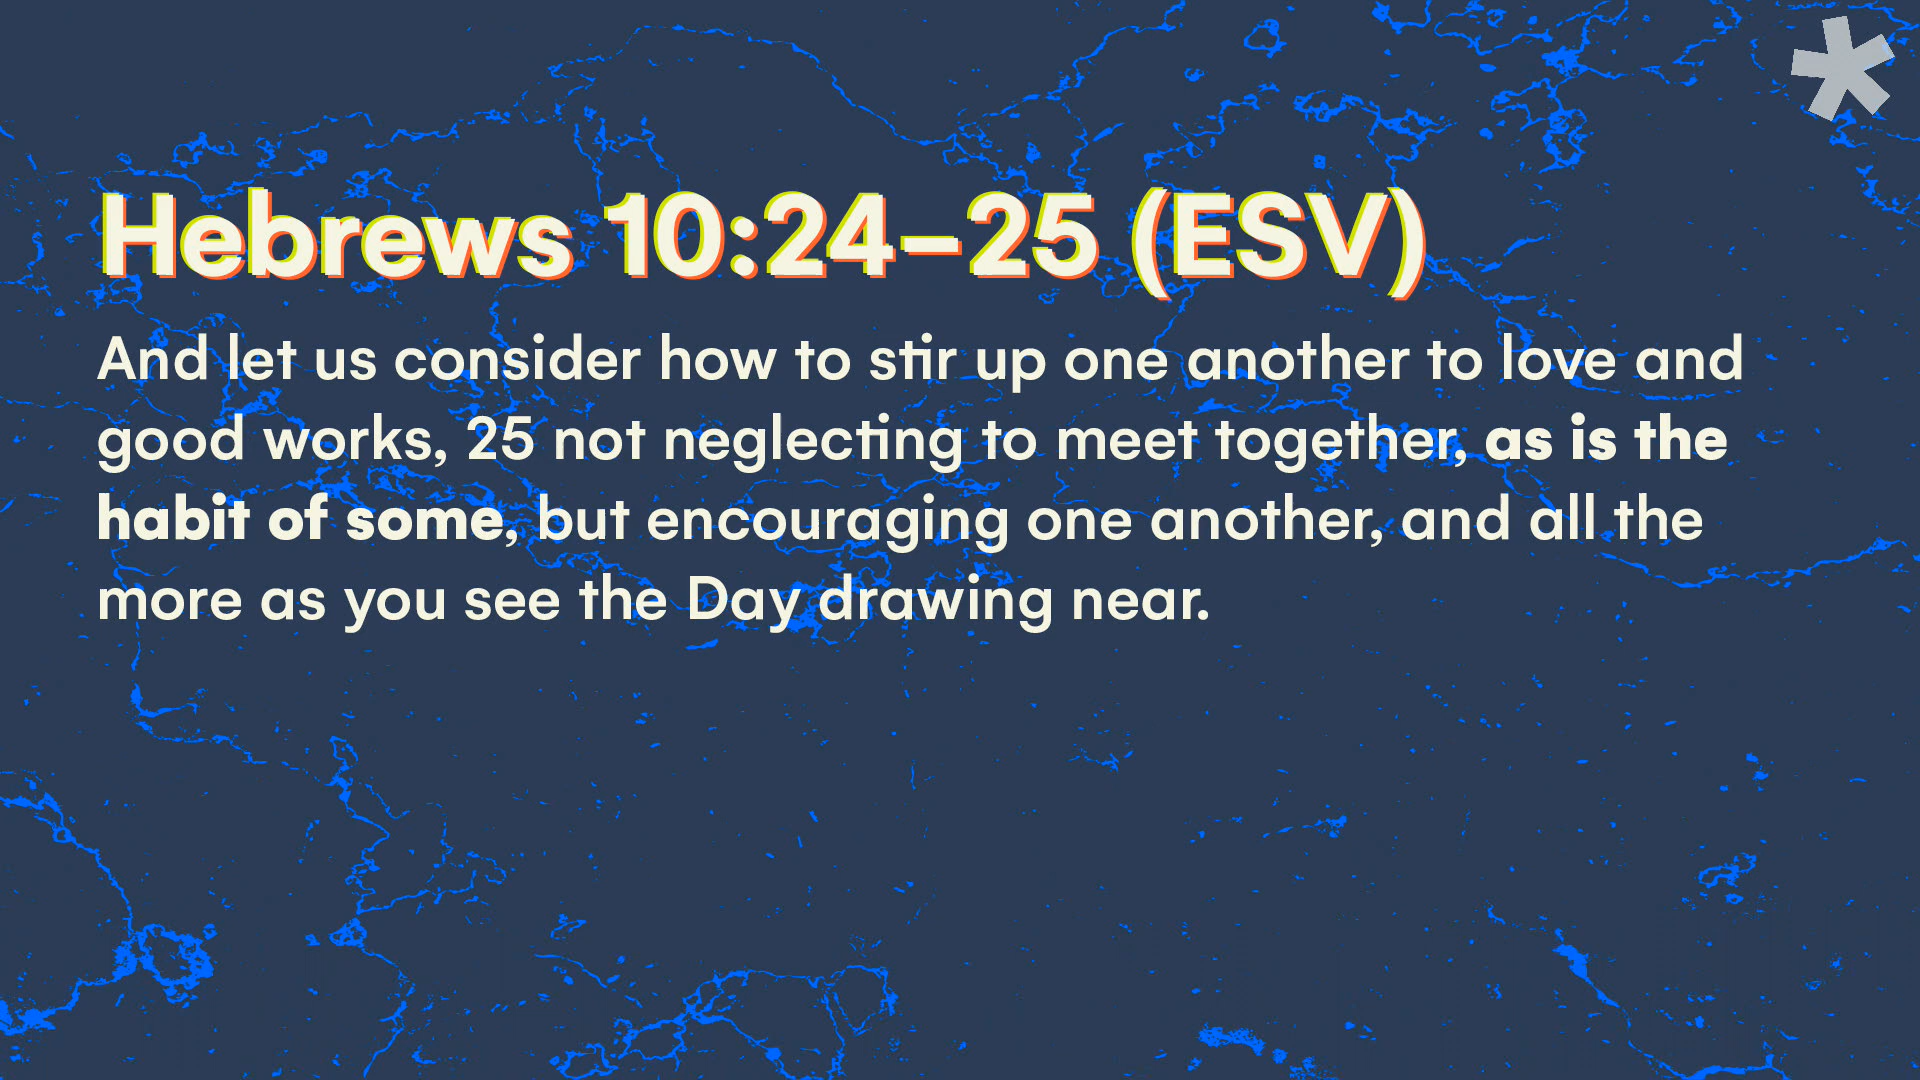 Hebrews 10:24–25 (ESV)
And let us consider how to stir up one another to love and
good works, 25 not neglecting to meet together, as is the
habit of some, but encouraging one another, and all the
more as you see the Day drawing near.